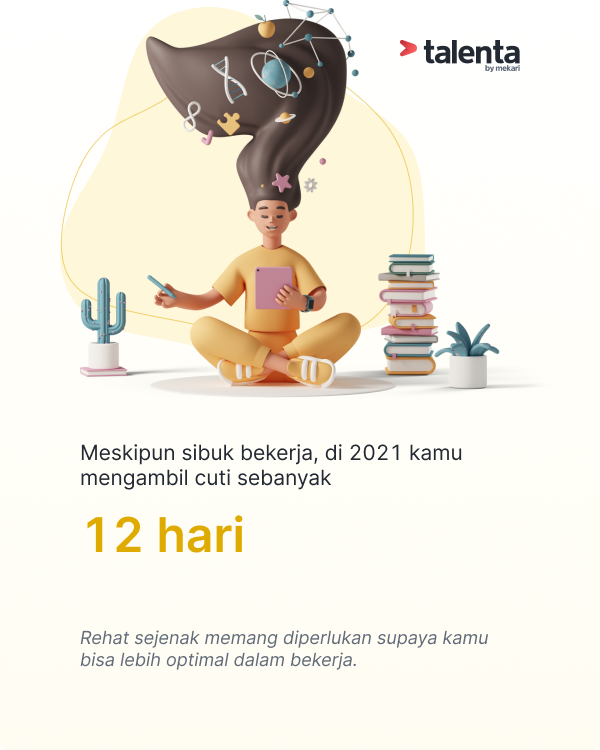 talenta
by mekari
Meskipun sibuk bekerja, di 2021 kamu
mengambil cuti sebanyak
12 hari
Rehat sejenak memang diperlukan supaya kamu
bisa lebih optimal dalam bekerja.